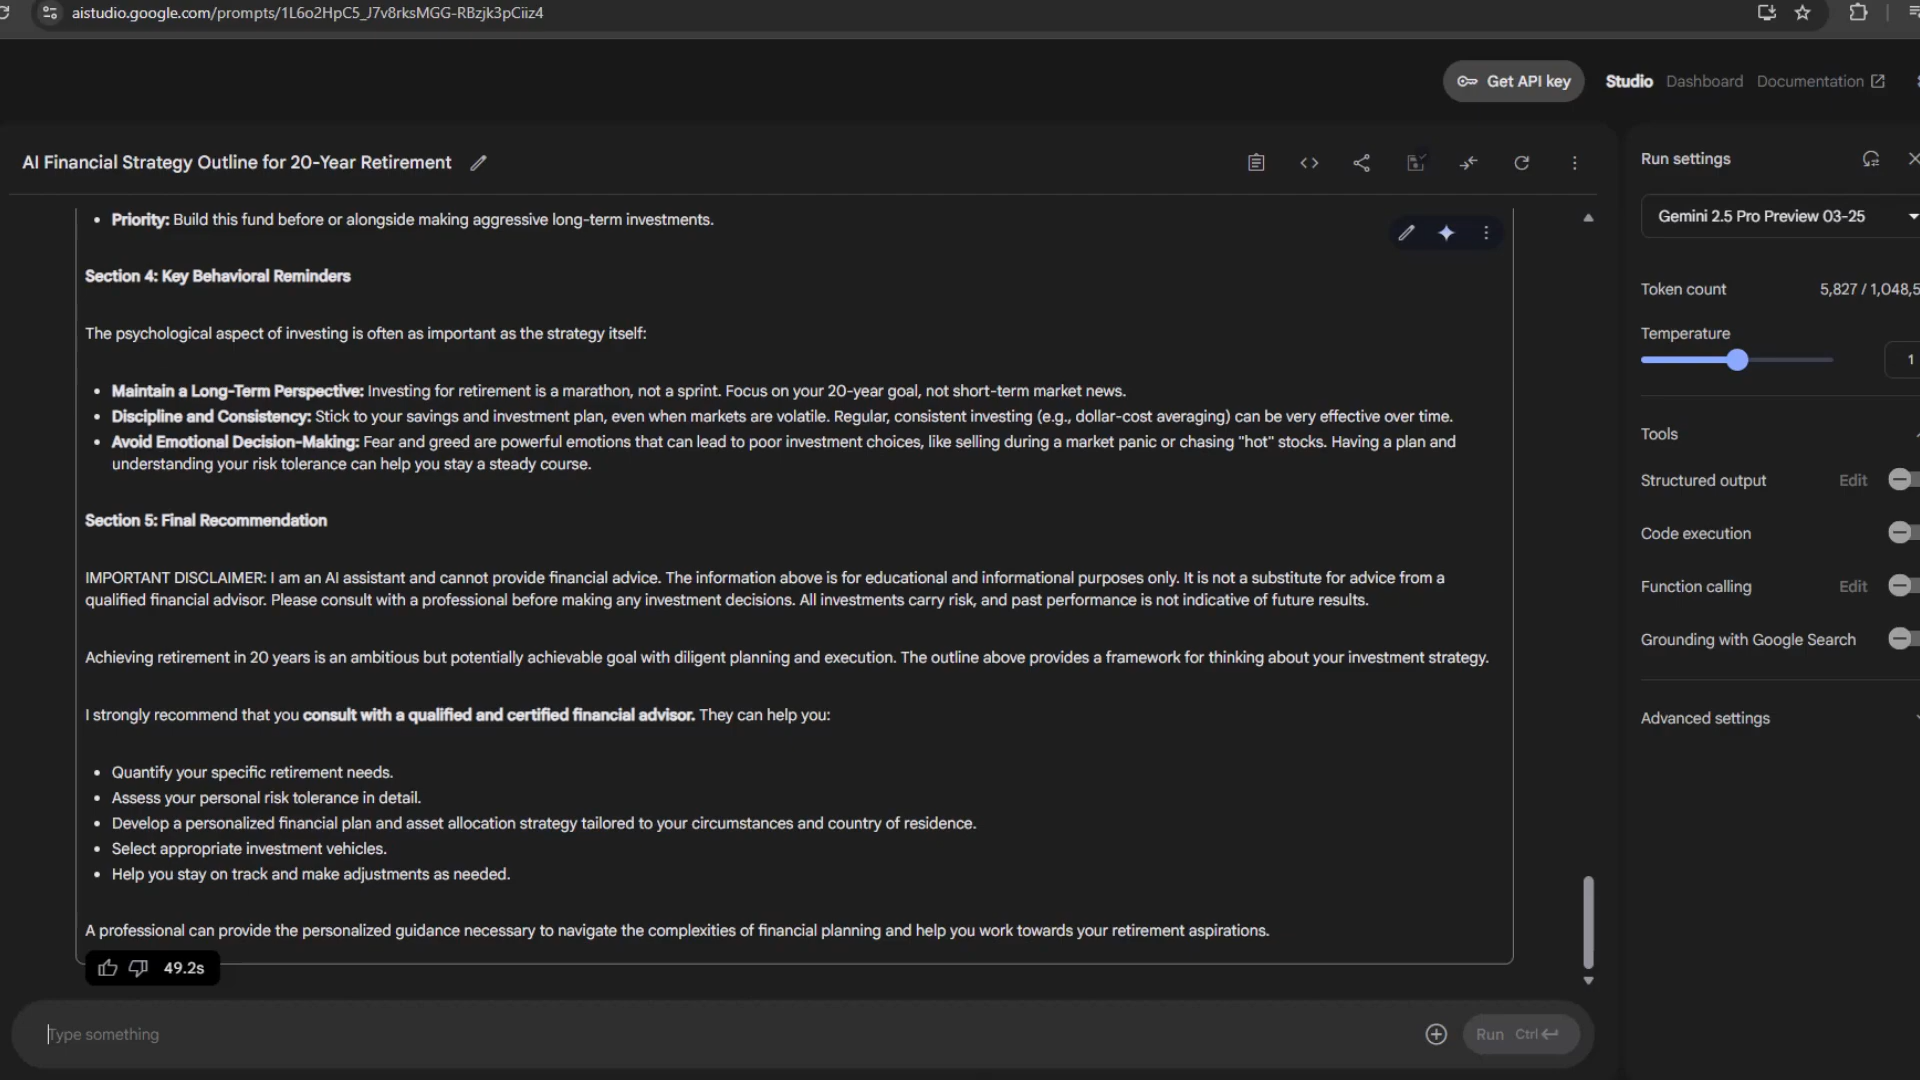 aistudio.google.com/prompts/1L6o2HpC5_J7v8rksMGG-RBzjk3pCiiz4
Get API key
Studio
Dashboard
Documentation
AI Financial Strategy Outline for 20-Year Retirement
Priority: Build this fund before or alongside making aggressive long-term investments.
Section 4: Key Behavioral Reminders
The psychological aspect of investing is often as important as the strategy itself:
Maintain a Long-Term Perspective: Investing for retirement is a marathon, not a sprint. Focus on your 20-year goal, not short-term market news.
Discipline and Consistency: Stick to your savings and investment plan, even when markets are volatile. Regular, consistent investing (e.g., dollar-cost averaging) can be very effective over time.
Avoid Emotional Decision-Making: Fear and greed are powerful emotions that can lead to poor investment choices, like selling during a market panic or chasing "hot" stocks. Having a plan and
understanding your risk tolerance can help you stay a steady course.
Section 5: Final Recommendation
IMPORTANT DISCLAIMER: I am an AI assistant and cannot provide financial advice. The information above is for educational and informational purposes only. It is not a substitute for advice from a
qualified financial advisor. Please consult with a professional before making any investment decisions. All investments carry risk, and past performance is not indicative of future results.
Achieving retirement in 20 years is an ambitious but potentially achievable goal with diligent planning and execution. The outline above provides a framework for thinking about your investment strategy.
I strongly recommend that you consult with a qualified and certified financial advisor. They can help you:
Quantify your specific retirement needs.
Assess your personal risk tolerance in detail.
Develop a personalized financial plan and asset allocation strategy tailored to your circumstances and country of residence.
Select appropriate investment vehicles.
Help you stay on track and make adjustments as needed.
A professional can provide the personalized guidance necessary to navigate the complexities of financial planning and help you work towards your retirement aspirations.
49.2s
Type something
Run Ctrl
Run settings
Gemini 2.5 Pro Preview 03-25
Token count 5,827 / 1,048,5
Temperature
1
Tools
Structured output Edit
Code execution
Function calling Edit
Grounding with Google Search
Advanced settings